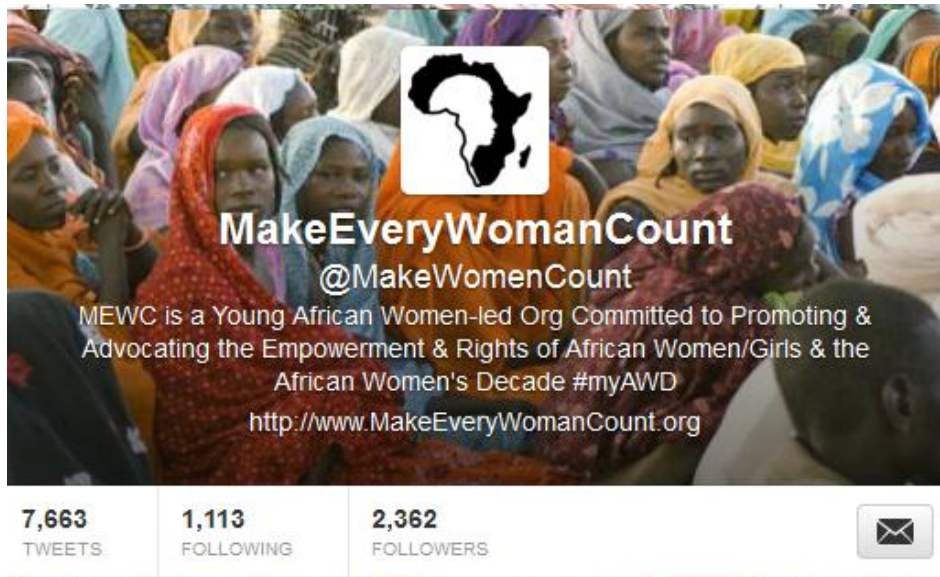 MakeEveryWomanCount
@MakeWomenCount
MEWC is a Young African Women-led Org Committed to Promoting &
Advocating the Empowerment & Rights of African Women/Girls & the
African Women's Decade #myAWD
http://www.MakeEveryWomanCount.org
7,663 1,113 2,362
TWEETS FOLLOWING FOLLOWERS